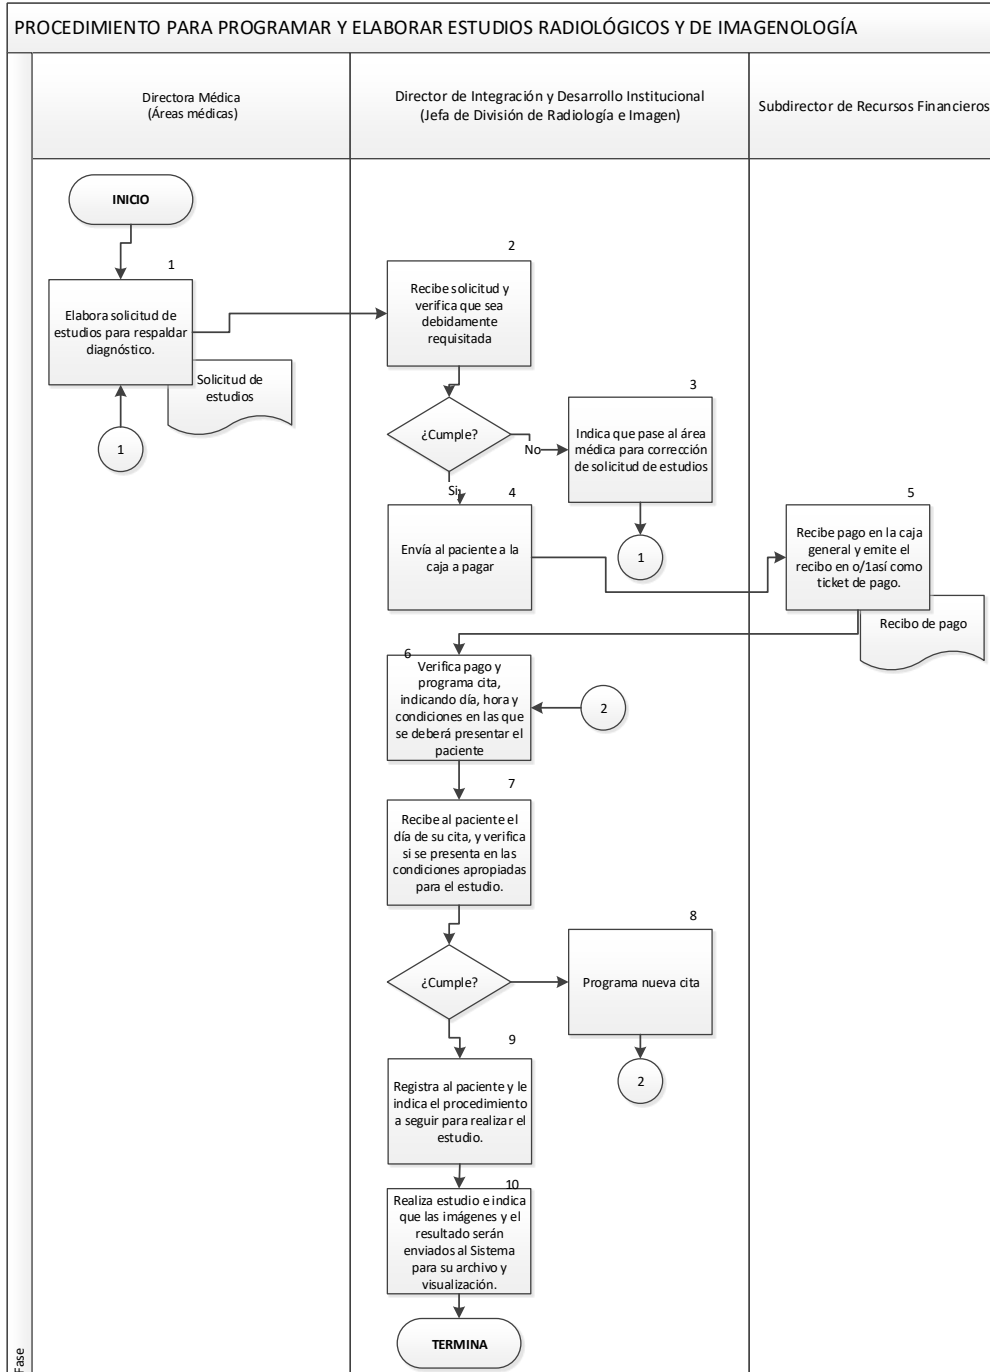 PROCEDIMIENTO PARA PROGRAMAR Y ELABORAR ESTUDIOS RADIOLÓGICOS Y DE IMAGENOLOGÍA
Directora Médica
(Áreas médicas)
Director de Integración y Desarrollo Institucional
(Jefa de División de Radiología e Imagen)
Subdirector de Recursos Financieros
INICIO
1
Elabora solicitud de
estudios para respaldar
diagnóstico.
Solicitud de
estudios
1
2
Recibe solicitud y
verifica que sea
debidamente
requisitada
¿Cumple?
No
3
Indica que pase al área
médica para corrección
de solicitud de estudios
1
Si
4
Envía al paciente a la
caja a pagar
5
Recibe pago en la caja
general y emite el
recibo en o/1así como
ticket de pago.
Recibo de pago
6
Verifica pago y
programa cita,
indicando día, hora y
condiciones en las que
se deberá presentar el
paciente
2
7
Recibe al paciente el
día de su cita, y verifica
si se presenta en las
condiciones apropiadas
para el estudio.
¿Cumple?
8
Programa nueva cita
2
9
Registra al paciente y le
indica el procedimiento
a seguir para realizar el
estudio.
10
Realiza estudio e indica
que las imágenes y el
resultado serán
enviados al Sistema
para su archivo y
visualización.
TERMINA
Fase